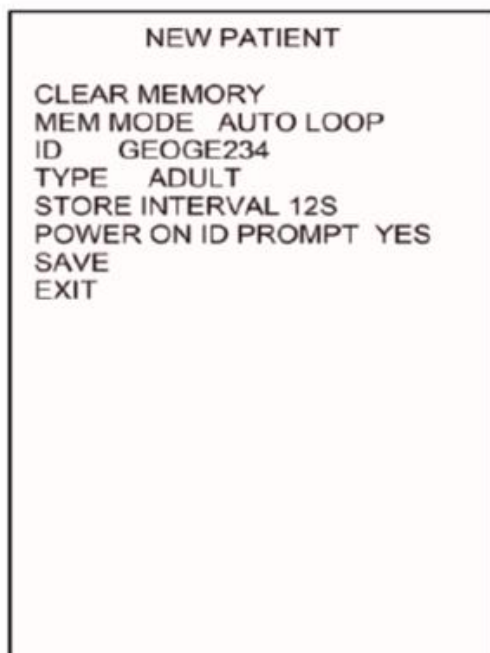 NEW PATIENT
CLEAR MEMORY
MEM MODE AUTO LOOP
ID GEOGE234
TYPE ADULT
STORE INTERVAL 12S
POWER ON ID PROMPT YES
SAVE
EXIT